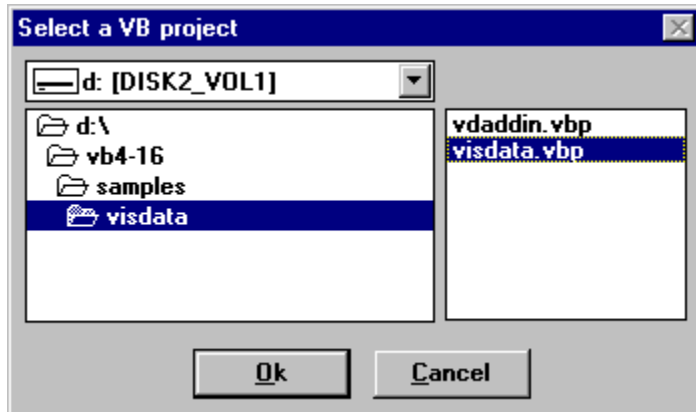 Select a VB project
d: [DISK2_VOL1]
d:\
vb4-16
samples
visdata
vdaddin.vbp
visdata.vbp
Ok
Cancel